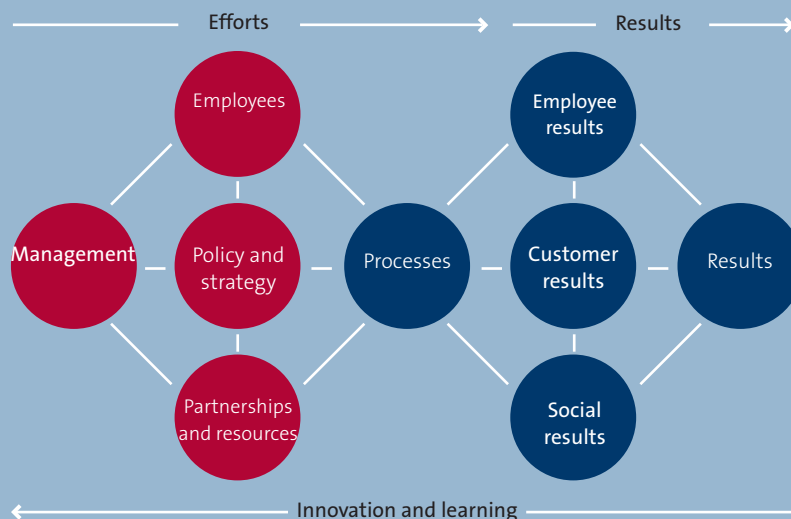 Efforts
Results
Employees
Employee
results
Management
Policy and
strategy
Processes
Customer
results
Results
Partnerships
and resources
Social
results
Innovation and learning